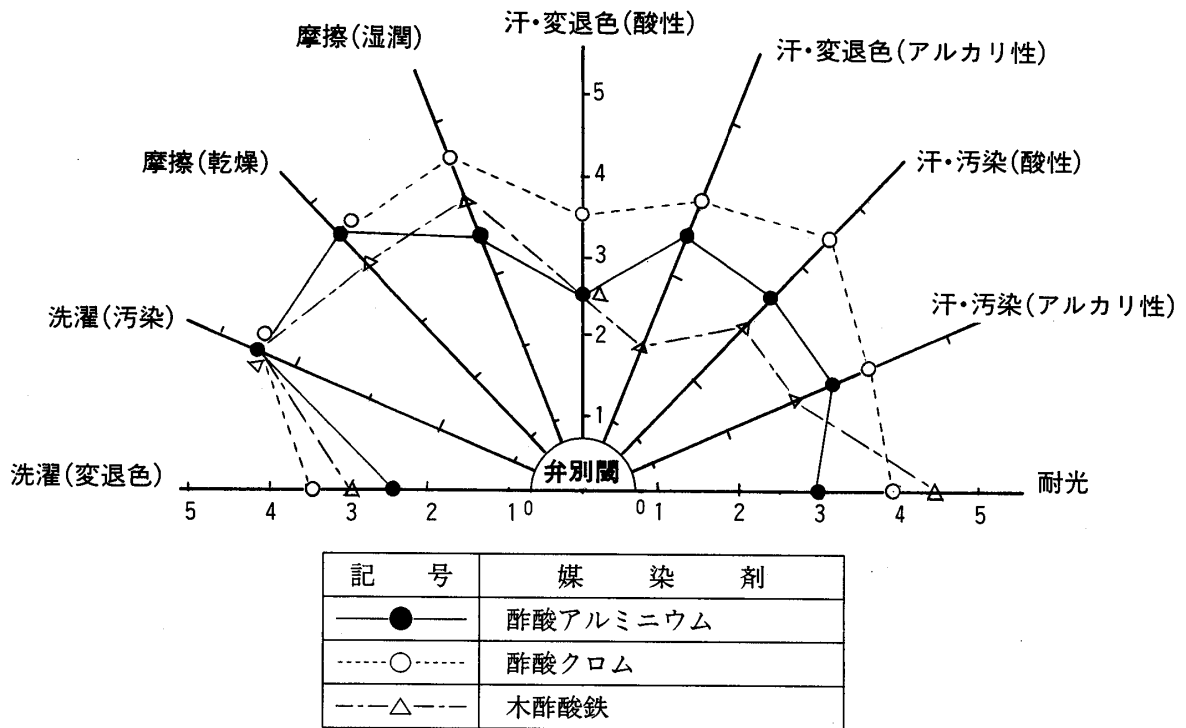 汗・変退色(酸性)
摩擦(湿潤)
汗・変退色(アルカリ性)
摩擦(乾燥)
汗・汚染(酸性)
洗濯(汚染)
汗・汚染(アルカリ性)
洗濯(変退色)
耐光
弁別閾
5
4
3
2
1
5 4 3 2 1 0
0 1 2 3 4 5
記号 媒染剤
酢酸アルミニウム
酢酸クロム
木酢酸鉄